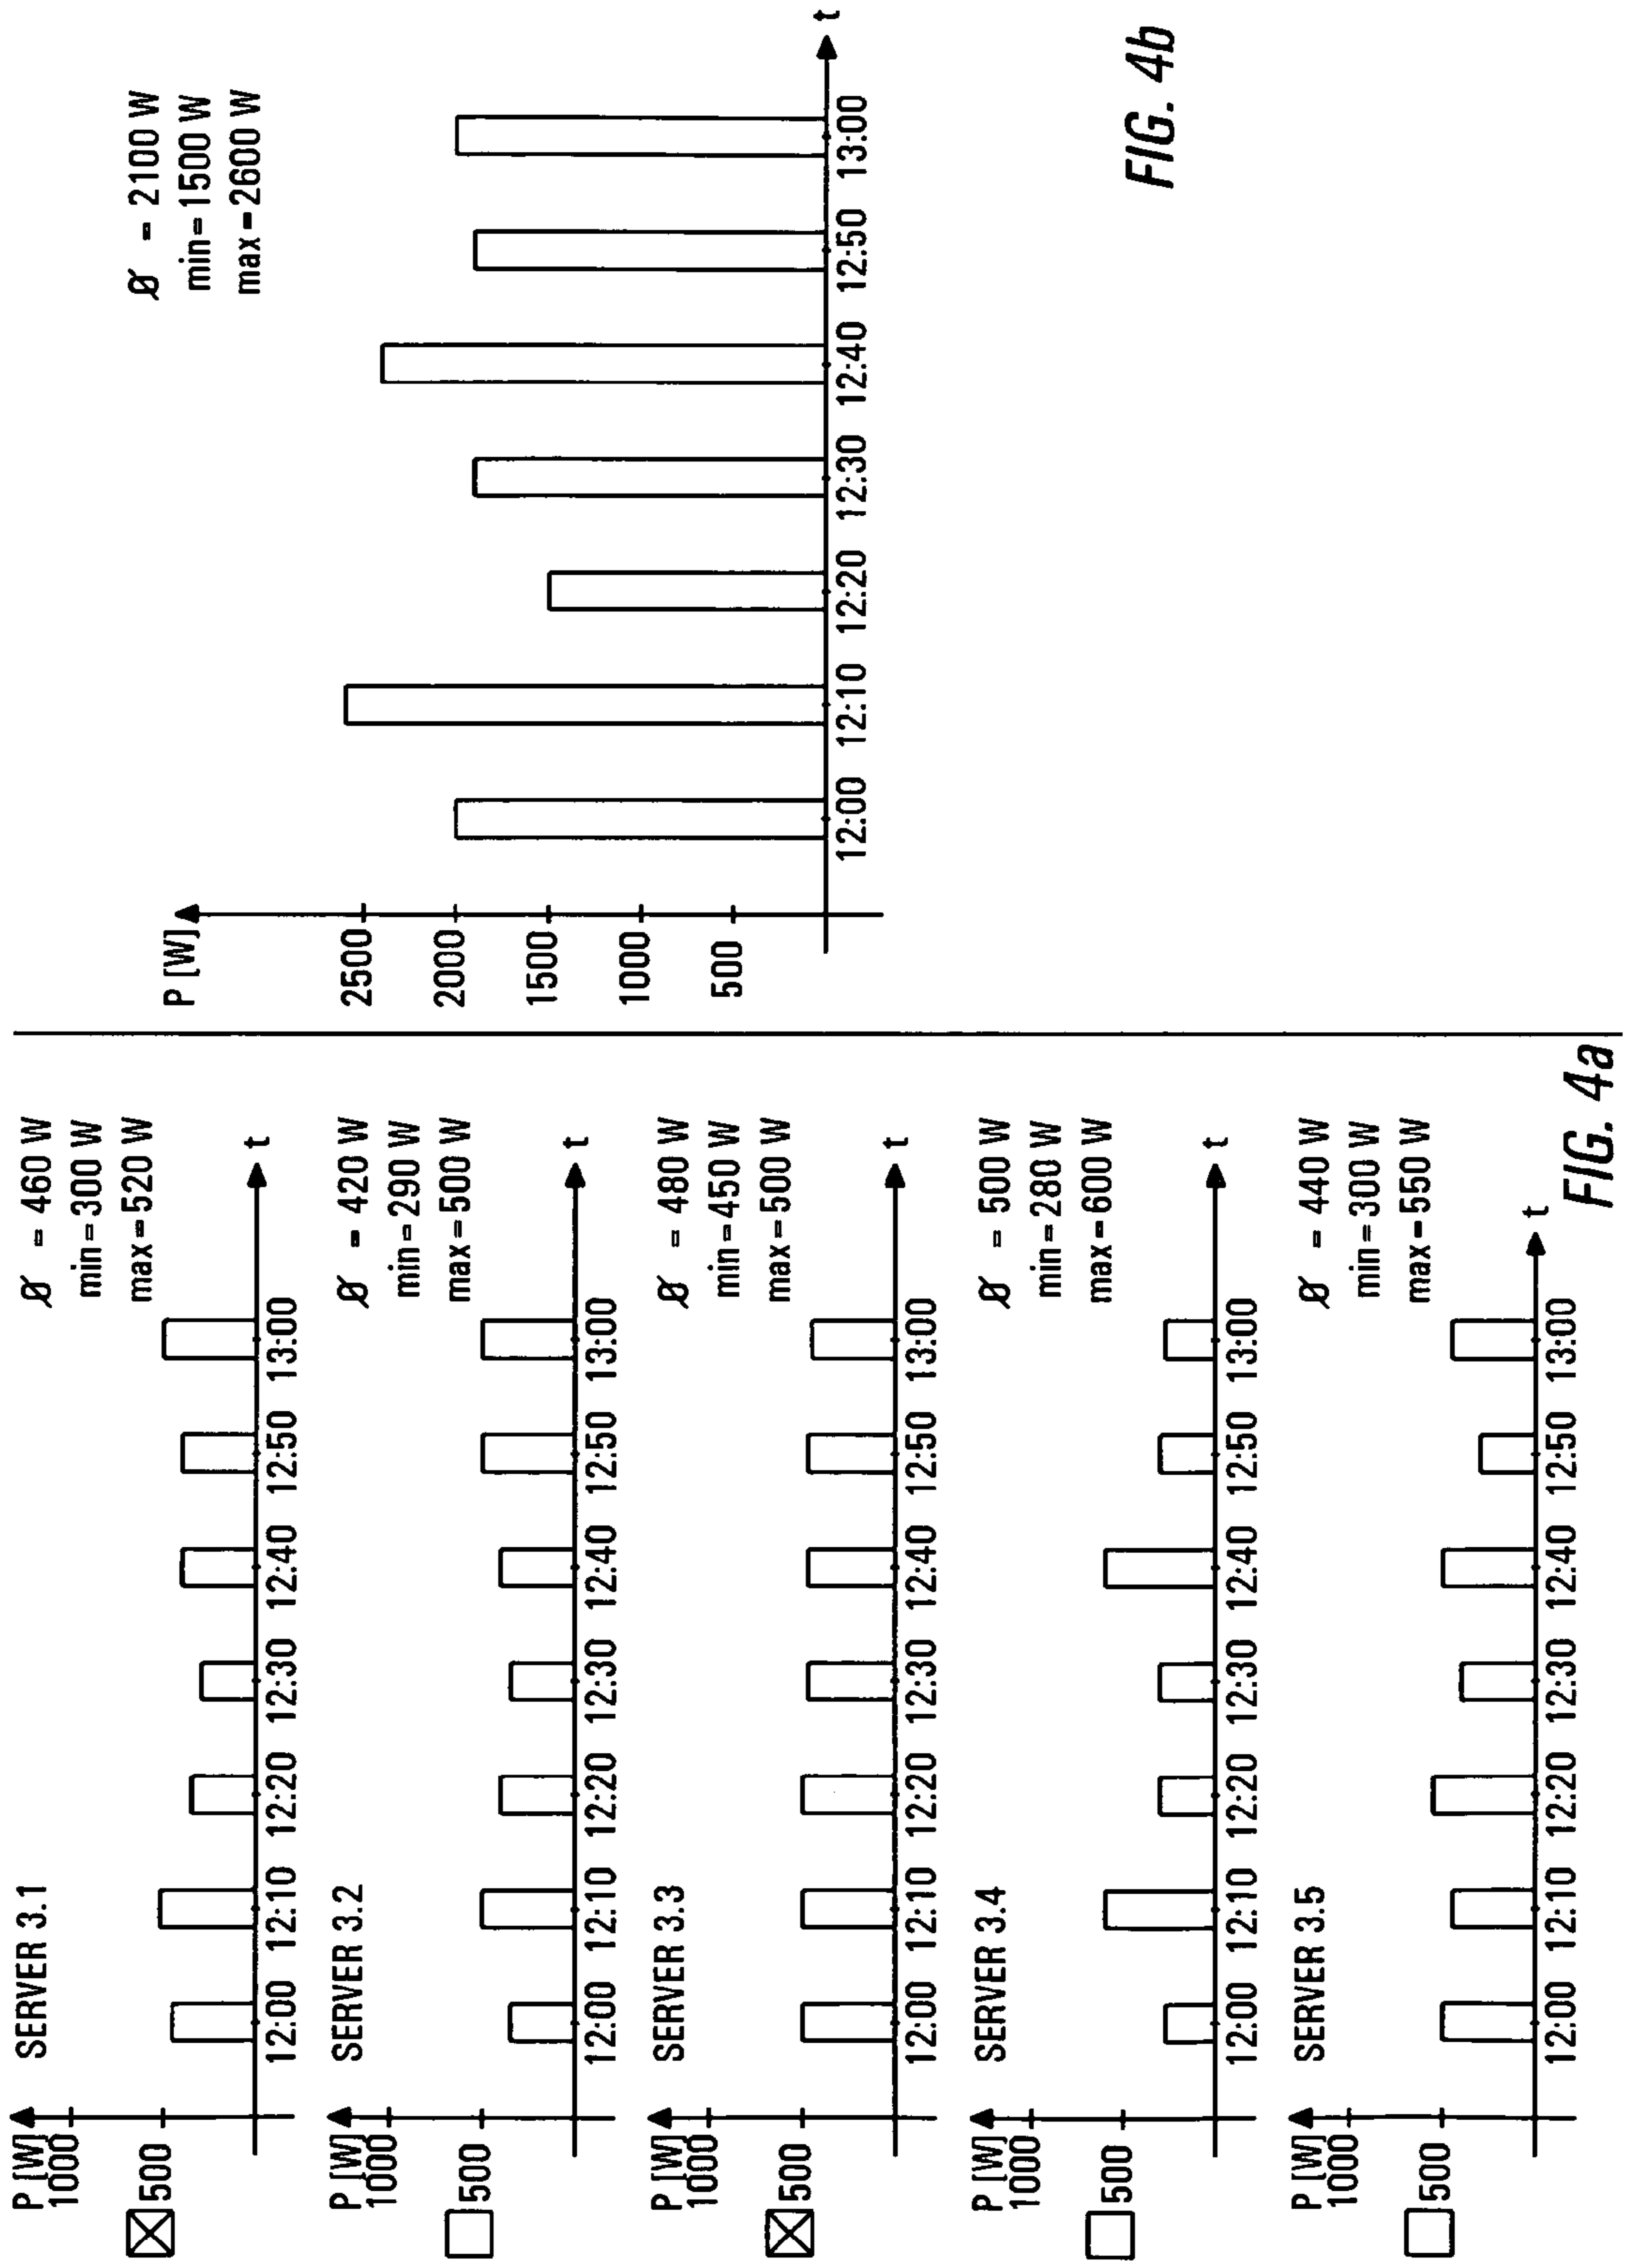 P [W]
1000
500
SERVER 3.1
Ø = 460 W
min=300 W
max=520 W
12:00 12:10 12:20 12:30 12:40 12:50 13:00
t
P [W]
1000
500
SERVER 3.2
Ø = 420 W
min=290 W
max=500 W
12:00 12:10 12:20 12:30 12:40 12:50 13:00
t
P [W]
1000
500
SERVER 3.3
Ø = 480 W
min=450 W
max=500 W
12:00 12:10 12:20 12:30 12:40 12:50 13:00
t
P [W]
1000
500
SERVER 3.4
Ø = 500 W
min=280 W
max=600 W
12:00 12:10 12:20 12:30 12:40 12:50 13:00
t
P [W]
1000
500
SERVER 3.5
Ø = 440 W
min=300 W
max=550 W
12:00 12:10 12:20 12:30 12:40 12:50 13:00
t
FIG. 4a
P [W]
2500
2000
1500
1000
500
Ø = 2100 W
min=1500 W
max=2600 W
12:00 12:10 12:20 12:30 12:40 12:50 13:00
t
FIG. 4b